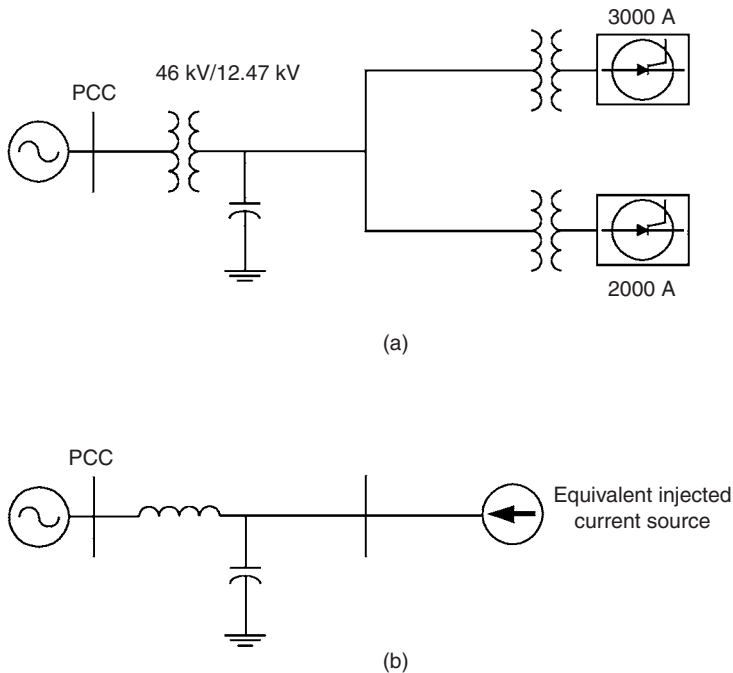 3000 A
46 kV/12.47 kV
PCC
2000 A
(a)
PCC
Equivalent injected
current source
(b)